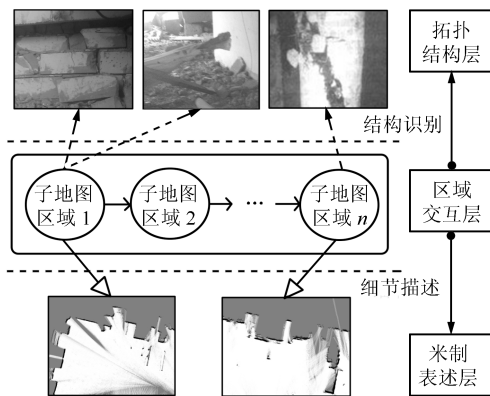 拓扑
结构层
结构识别
子地图
区域 1
子地图
区域 2
···
子地图
区域 n
区域
交互层
细节描述
米制
表述层